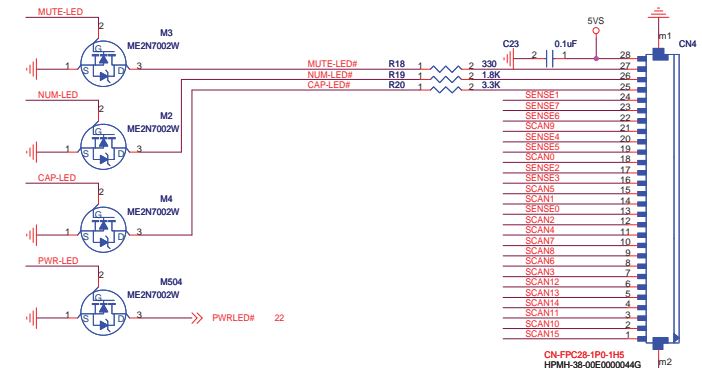 MUTE-LED
2
M3
ME2N7002W
G
S
D
1
3
NUM-LED
2
M2
ME2N7002W
G
S
D
1
3
CAP-LED
2
M4
ME2N7002W
G
S
D
1
3
PWR-LED
2
M504
ME2N7002W
G
S
D
1
3
PWRLED# 22
MUTE-LED# R18 1 2 330
NUM-LED# R19 1 2 1.8K
CAP-LED# R20 1 2 3.3K
5VS
C23 0.1uF
2 1
m1
CN4
28
27
26
25
SENSE1 24
SENSE7 23
SENSE6 22
SCAN9 21
SENSE4 20
SENSE5 19
SCAN0 18
SENSE2 17
SENSE3 16
SCAN5 15
SCAN1 14
SENSE0 13
SCAN2 12
SCAN4 11
SCAN7 10
SCAN8 9
SCAN6 8
SCAN3 7
SCAN12 6
SCAN13 5
SCAN14 4
SCAN11 3
SCAN10 2
SCAN15 1
m2
CN-FPC28-1P0-1H5
HPMH-38-00E0000044G